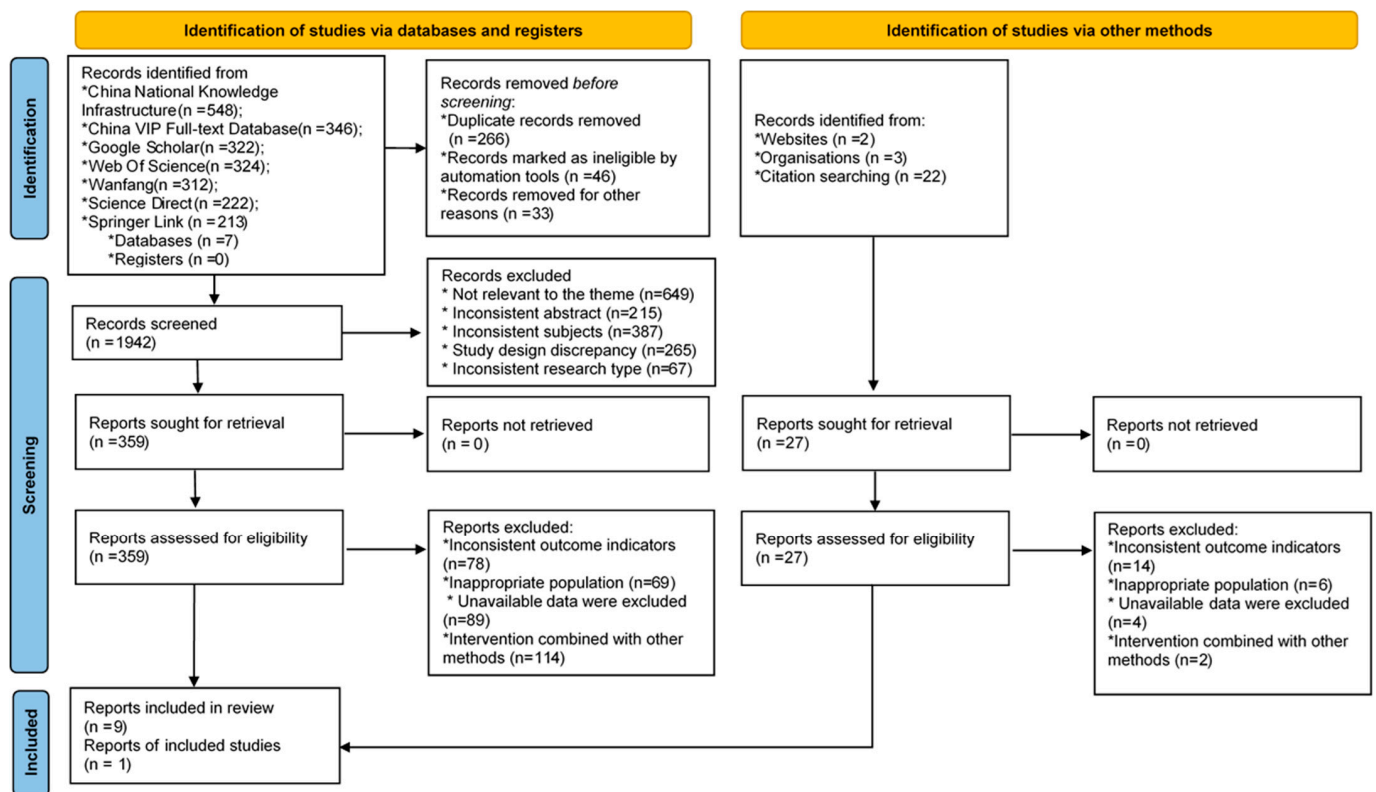 Identification of studies via databases and registers
Identification of studies via other methods
Identification
Records identified from
*China National Knowledge
Infrastructure(n =548);
*China VIP Full-text Database(n =346);
*Google Scholar(n =322);
*Web Of Science(n =324);
*Wanfang(n =312);
*Science Direct(n =222);
*Springer Link (n =213)
*Databases (n =7)
*Registers (n =0)
Records removed before
screening:
*Duplicate records removed
(n =266)
*Records marked as ineligible by
automation tools (n =46)
*Records removed for other
reasons (n =33)
Records identified from:
*Websites (n =2)
*Organisations (n =3)
*Citation searching (n =22)
Screening
Records screened
(n =1942)
Records excluded
* Not relevant to the theme (n=649)
* Inconsistent abstract (n=215)
* Inconsistent subjects (n=387)
* Study design discrepancy (n=265)
* Inconsistent research type (n=67)
Reports sought for retrieval
(n =359)
Reports not retrieved
(n = 0)
Reports sought for retrieval
(n =27)
Reports not retrieved
(n =0)
Reports assessed for eligibility
(n =359)
Reports excluded:
*Inconsistent outcome indicators
(n=78)
*Inappropriate population (n=69)
* Unavailable data were excluded
(n=89)
*Intervention combined with other
methods (n=114)
Reports assessed for eligibility
(n =27)
Reports excluded:
*Inconsistent outcome indicators
(n=14)
*Inappropriate population (n=6)
* Unavailable data were excluded
(n=4)
*Intervention combined with other
methods (n=2)
Included
Reports included in review
(n =9)
Reports of included studies
(n = 1)